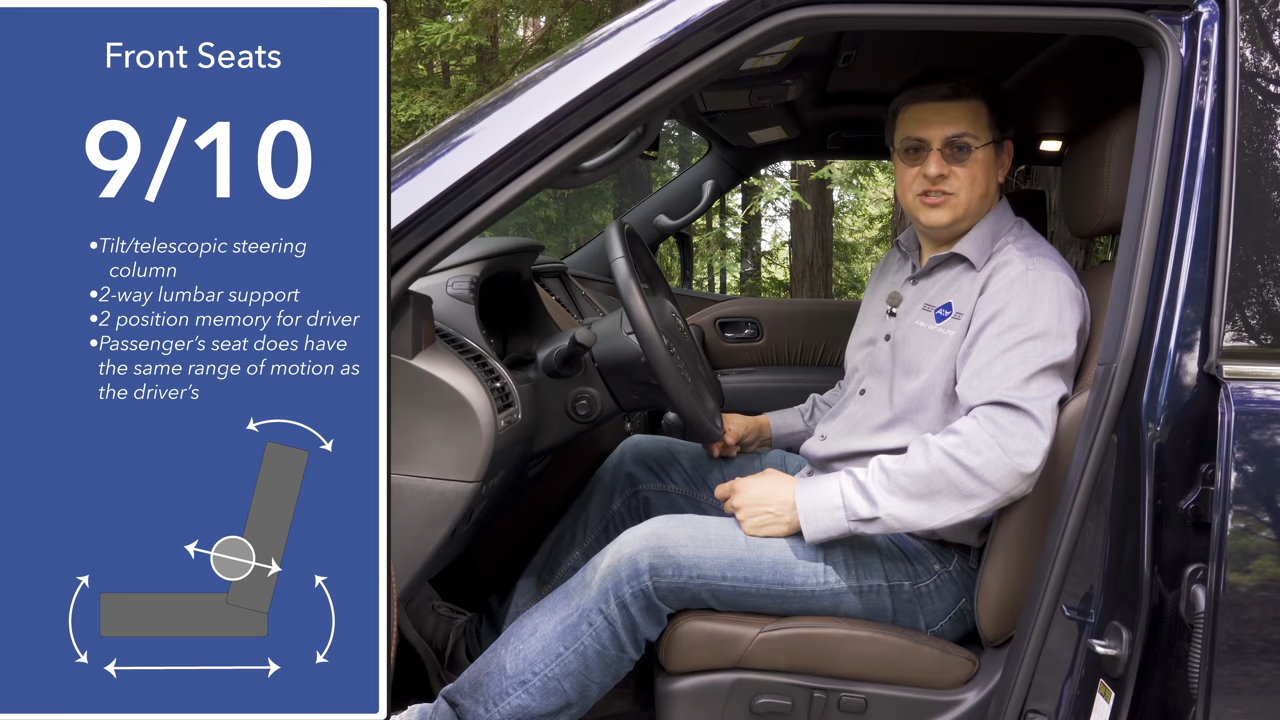 Front Seats
9/10
•Tilt/telescopic steering
column
•2-way lumbar support
•2 position memory for driver
•Passenger's seat does have
the same range of motion as
the driver's